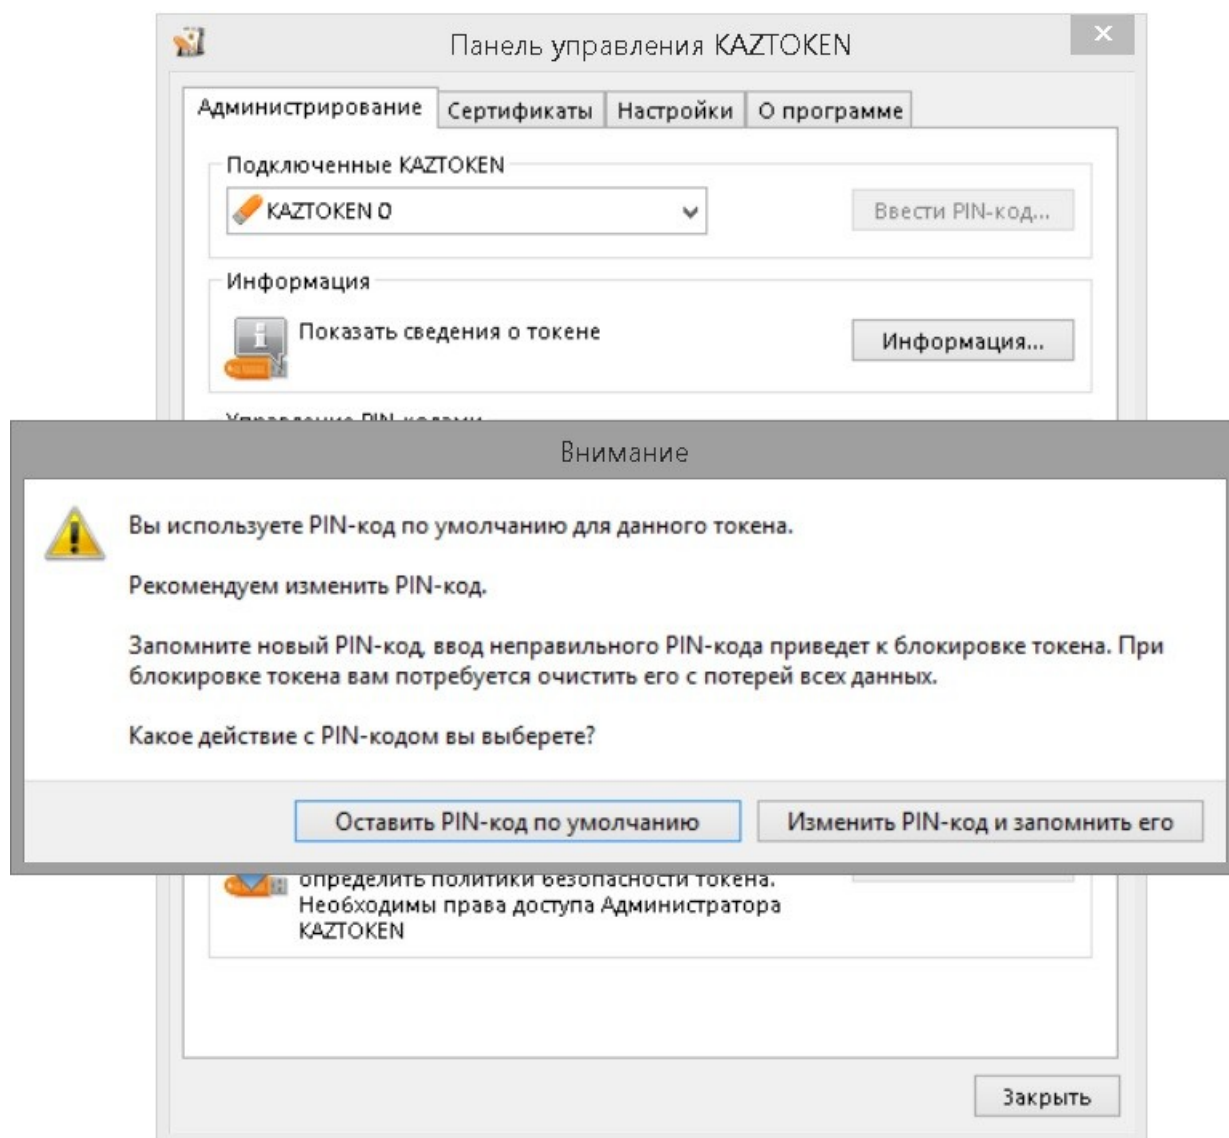 Панель управления KAZTOKEN
Администрирование Сертификаты Настройки О программе
Подключенные KAZTOKEN
KAZTOKEN 0
Ввести PIN-код...
Информация
Показать сведения о токене
Информация...
Управление PIN-кодами
Внимание
Вы используете PIN-код по умолчанию для данного токена.
Рекомендуем изменить PIN-код.
Запомните новый PIN-код, ввод неправильного PIN-кода приведет к блокировке токена. При
блокировке токена вам потребуется очистить его с потерей всех данных.
Какое действие с PIN-кодом вы выберете?
Оставить PIN-код по умолчанию Изменить PIN-код и запомнить его
определить политики безопасности токена.
Необходимы права доступа Администратора
KAZTOKEN
Закрыть